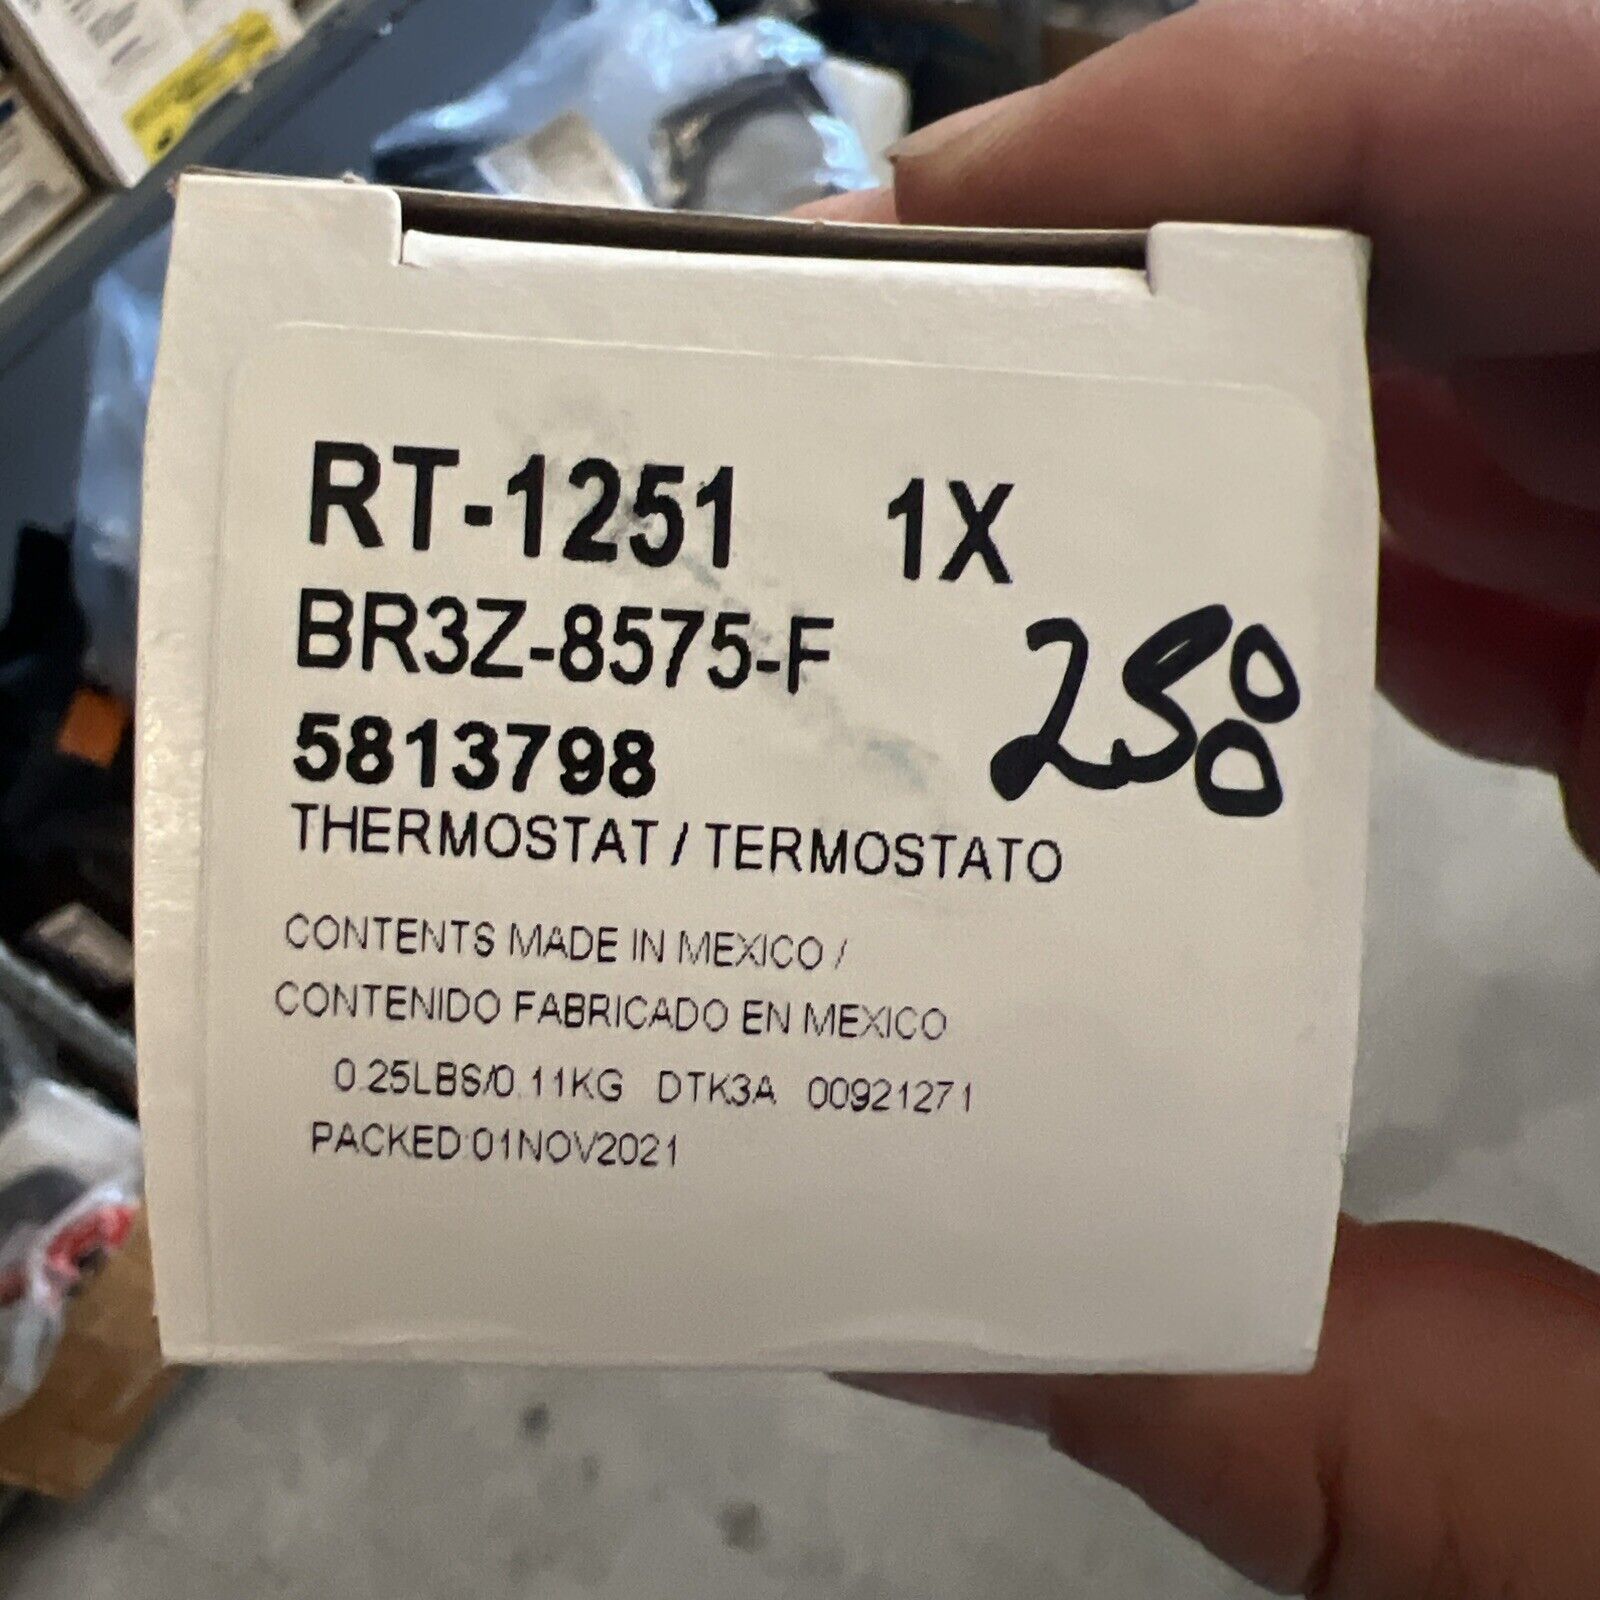 RT-1251 1X
BR3Z-8575-F
5813798
THERMOSTAT / TERMOSTATO
CONTENTS MADE IN MEXICO /
CONTENIDO FABRICADO EN MEXICO
0.25LBS/0.11KG DTK3A 00921271
PACKED:01NOV2021